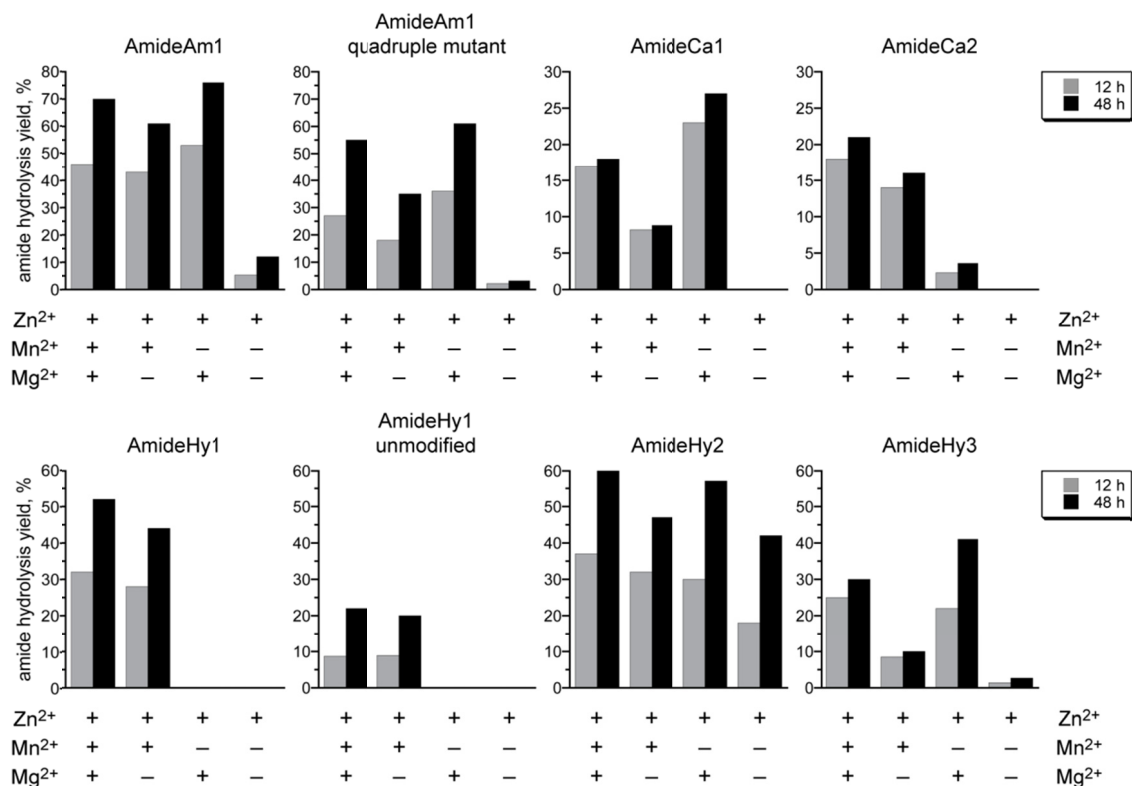 AmideAm1
AmideAm1
quadruple mutant
AmideCa1
AmideCa2
12 h
48 h
amide hydrolysis yield, %
80
70
60
50
40
30
20
10
0
80
70
60
50
40
30
20
10
0
30
25
20
15
10
5
0
30
25
20
15
10
5
0
Zn2+ + + + + + + + + + + + + + + + + Zn2+
Mn2+ + + – – + + – – + + – – + + – – Mn2+
Mg2+ + – + – + – + – + – + – + – + – Mg2+
AmideHy1
AmideHy1
unmodified
AmideHy2
AmideHy3
12 h
48 h
amide hydrolysis yield, %
60
50
40
30
20
10
0
60
50
40
30
20
10
0
60
50
40
30
20
10
0
60
50
40
30
20
10
0
Zn2+ + + + + + + + + + + + + + + + + Zn2+
Mn2+ + + – – + + – – + + – – + + – – Mn2+
Mg2+ + – + – + – + – + – + – + – + – Mg2+